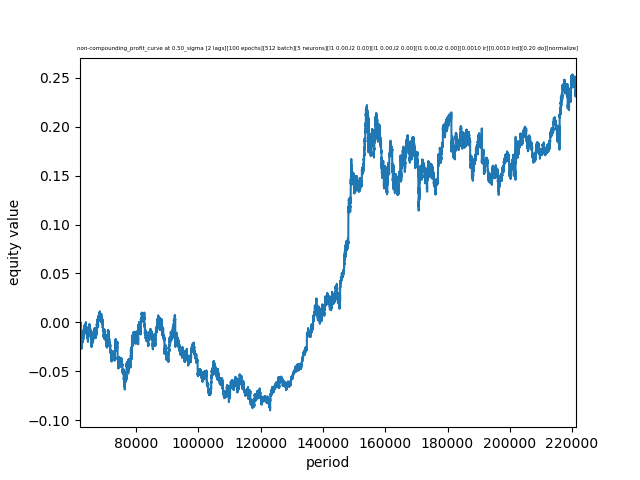 non-compounding_profit_curve at 0.50_sigma [2 lags][100 epochs][512 batch][5 neurons][l1 0.00,l2 0.00][l1 0.00,l2 0.00][l1 0.00,l2 0.00][0.0010 lr][0.0010 lrd][0.20 do][normalize]
0.25
0.20
0.15
0.10
0.05
0.00
−0.05
−0.10
equity value
80000 100000 120000 140000 160000 180000 200000 220000
period